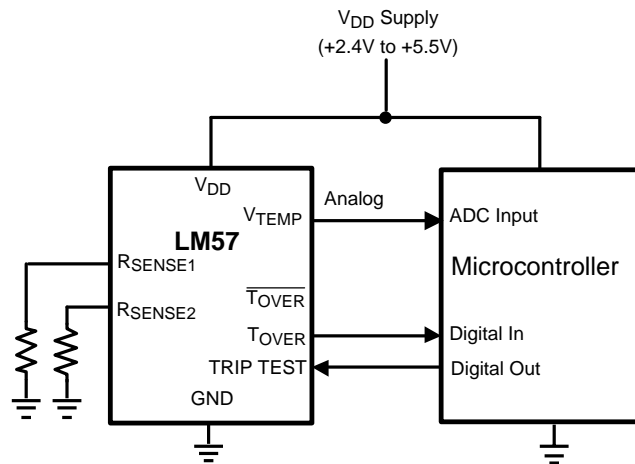 VDD Supply
(+2.4V to +5.5V)
VDD
VTEMP
Analog
ADC Input
LM57
Microcontroller
RSENSE1
RSENSE2
TOVER
TOVER
Digital In
TRIP TEST
Digital Out
GND